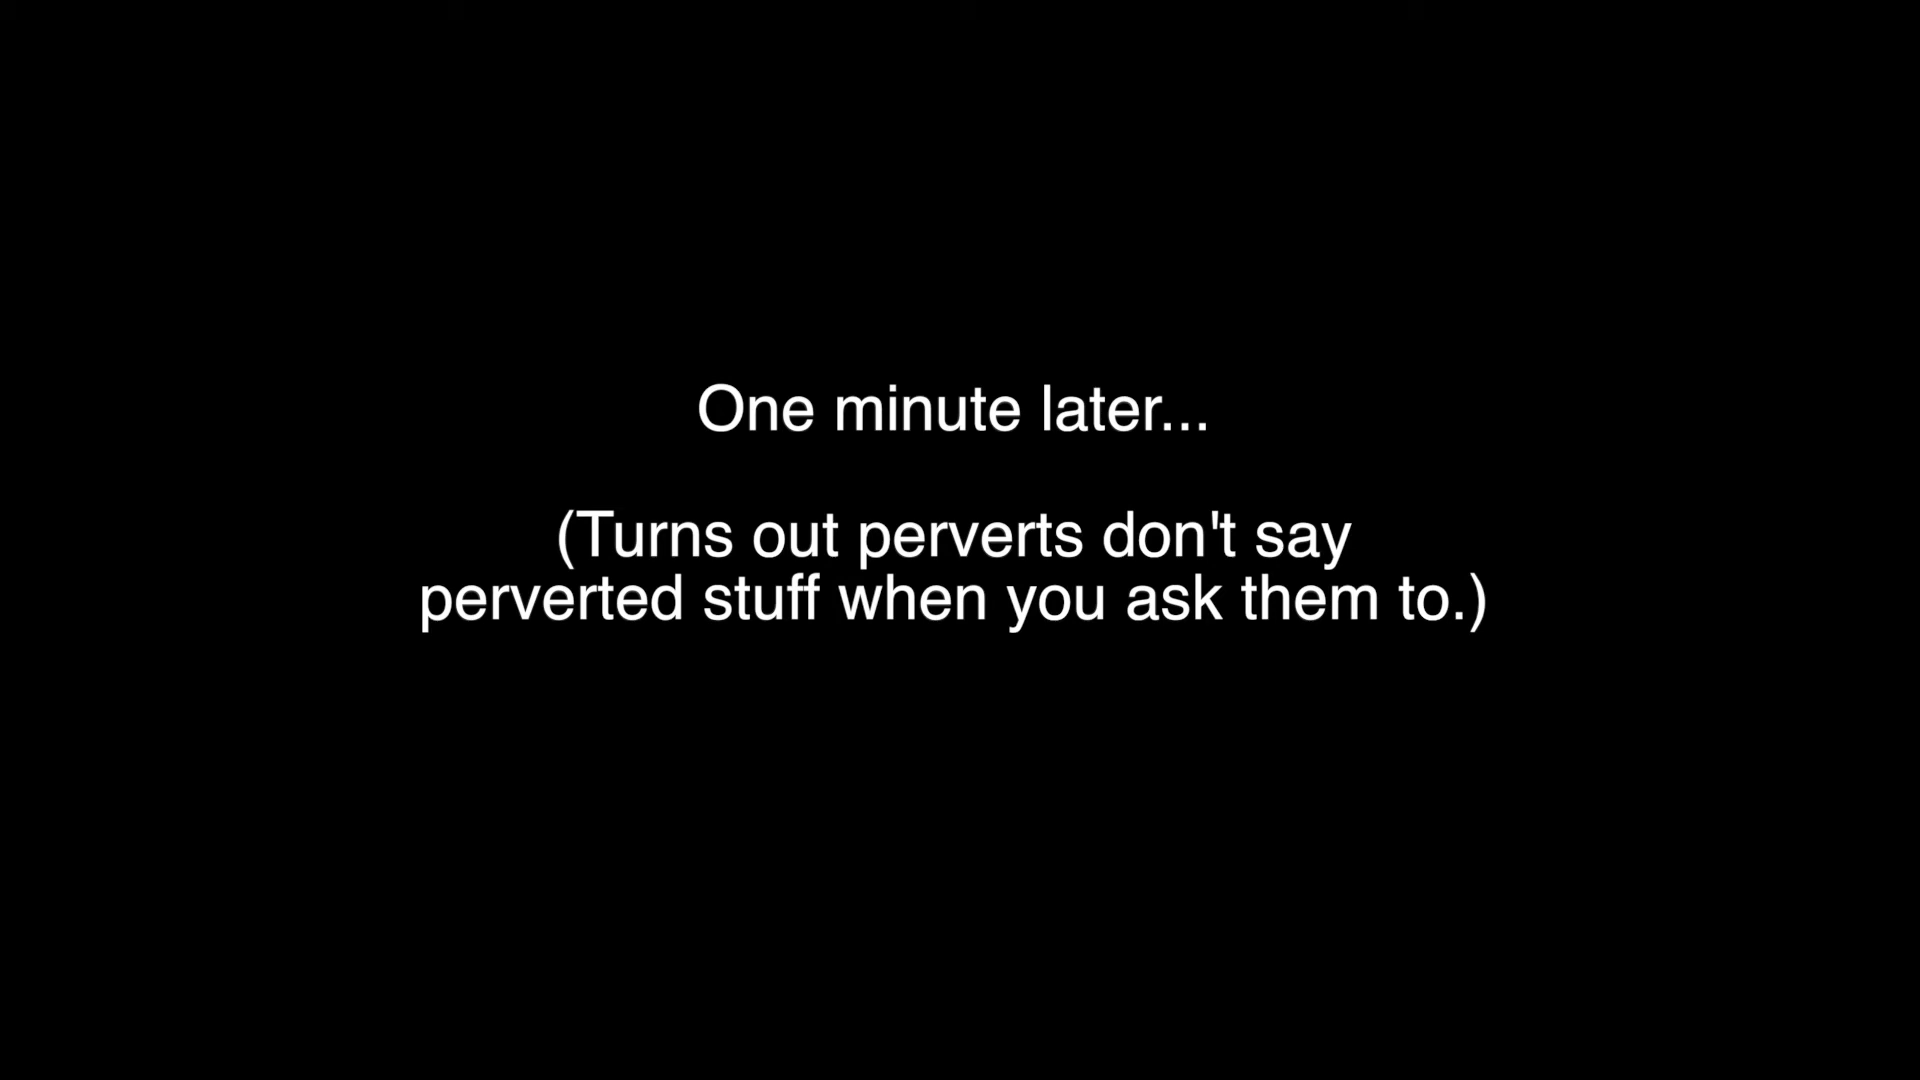 One minute later...
(Turns out perverts don't say
perverted stuff when you ask them to.)